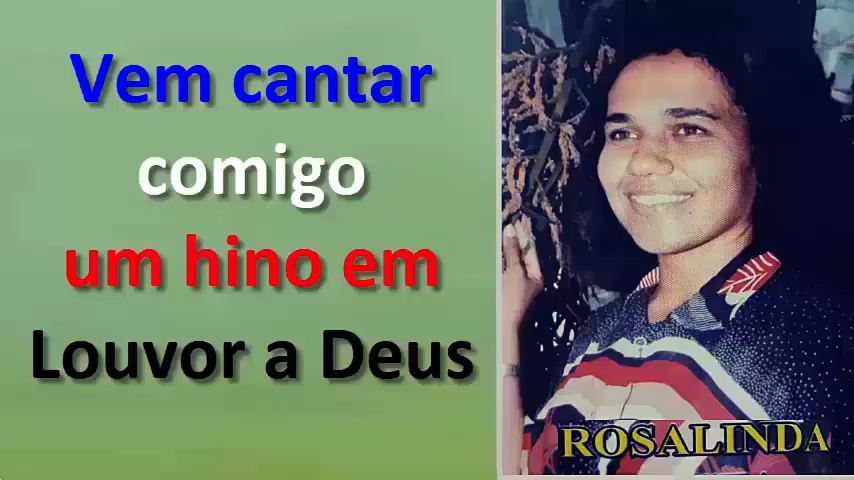 Vem cantar
comigo
um hino em
Louvor a Deus
ROSALINDA